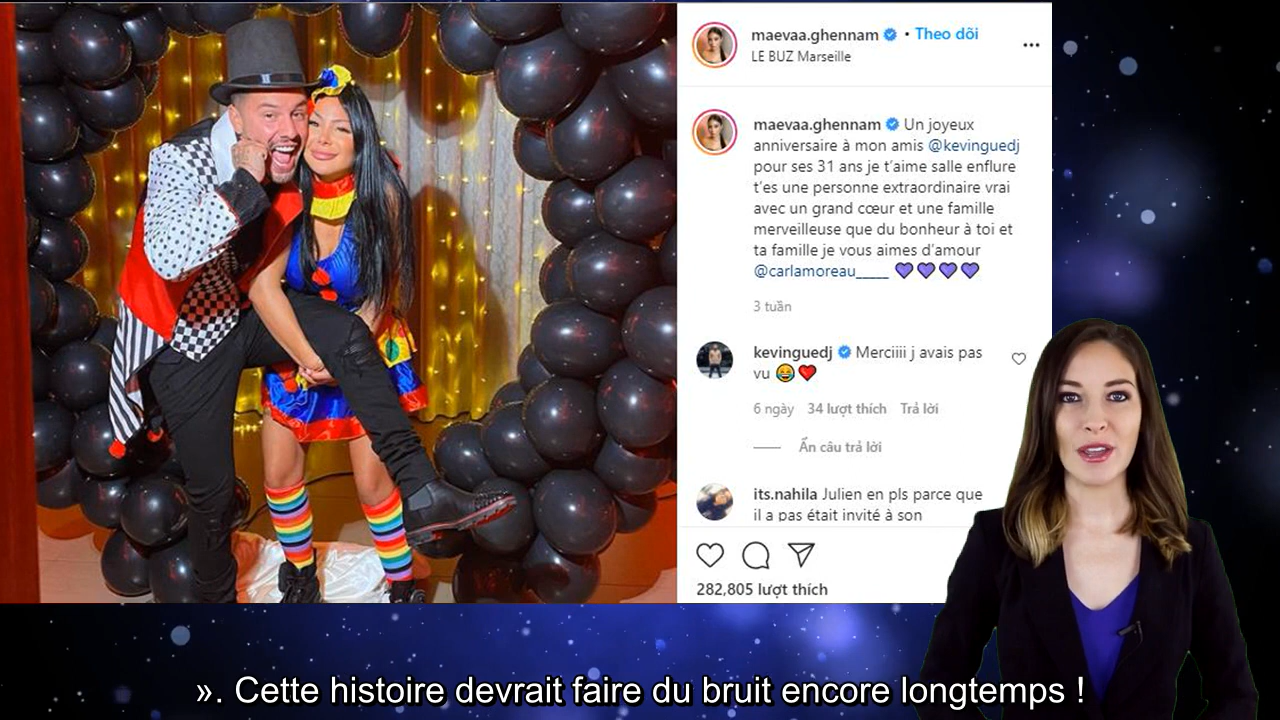 maevaa.ghennam • Theo dõi
LE BUZ Marseille
maevaa.ghennam Un joyeux
anniversaire à mon amis @kevinguedj
pour ses 31 ans je t'aime salle enflure
t'es une personne extraordinaire vrai
avec un grand cœur et une famille
merveilleuse que du bonheur à toi et
ta famille je vous aimes d'amour
@carlamoreau_____ 💜💜💜💜
3 tuần
kevinguedj Merciiii j avais pas
vu 😂❤️
6 ngày 34 lượt thích Trả lời
Ẩn câu trả lời
its.nahila Julien en pls parce que
il a pas était invité à son
282,805 lượt thích
». Cette histoire devrait faire du bruit encore longtemps !